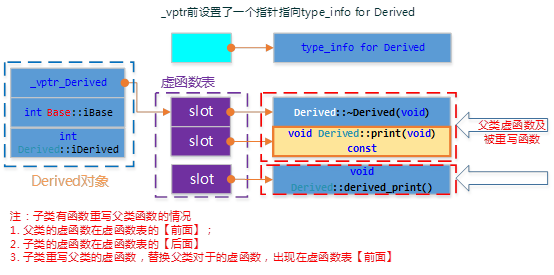 _vptr前设置了一个指针指向type_info for Derived
type_info for Derived
_vptr_Derived
int Base::iBase
int
Derived::iDerived
Derived对象
虚函数表
slot
slot
slot
Derived::~Derived(void)
void Derived::print(void)
const
void
Derived::derived_print()
父类虚函数及
被重写函数
注：子类有函数重写父类函数的情况
1. 父类的虚函数在虚函数表的【前面】；
2. 子类的虚函数在虚函数表的【后面】
3. 子类重写父类的虚函数，替换父类对于的虚函数，出现在虚函数表【前面】